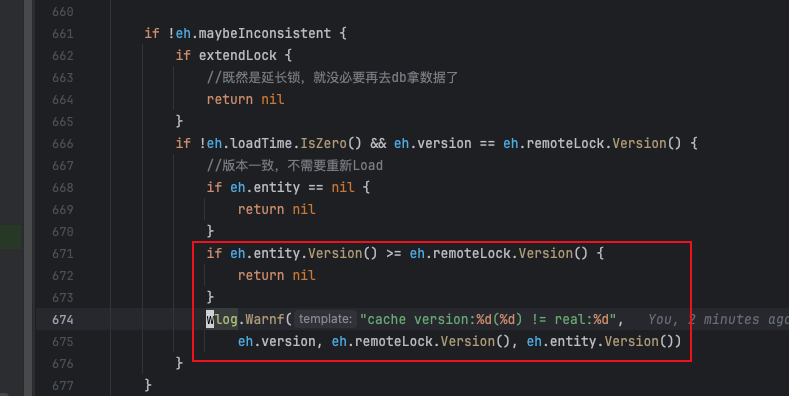 660
661 if !eh.maybeInconsistent {
662 if extendLock {
663 //既然是延长锁，就没必要再去db拿数据了
664 return nil
665 }
666 if !eh.loadTime.IsZero() && eh.version == eh.remoteLock.Version() {
667 //版本一致，不需要重新Load
668 if eh.entity == nil {
669 return nil
670 }
671 if eh.entity.Version() >= eh.remoteLock.Version() {
672 return nil
673 }
674 wlog.Warnf( template: "cache version:%d(%d) != real:%d", You, 2 minutes ago
675 eh.version, eh.remoteLock.Version(), eh.entity.Version())
676 }
677 }